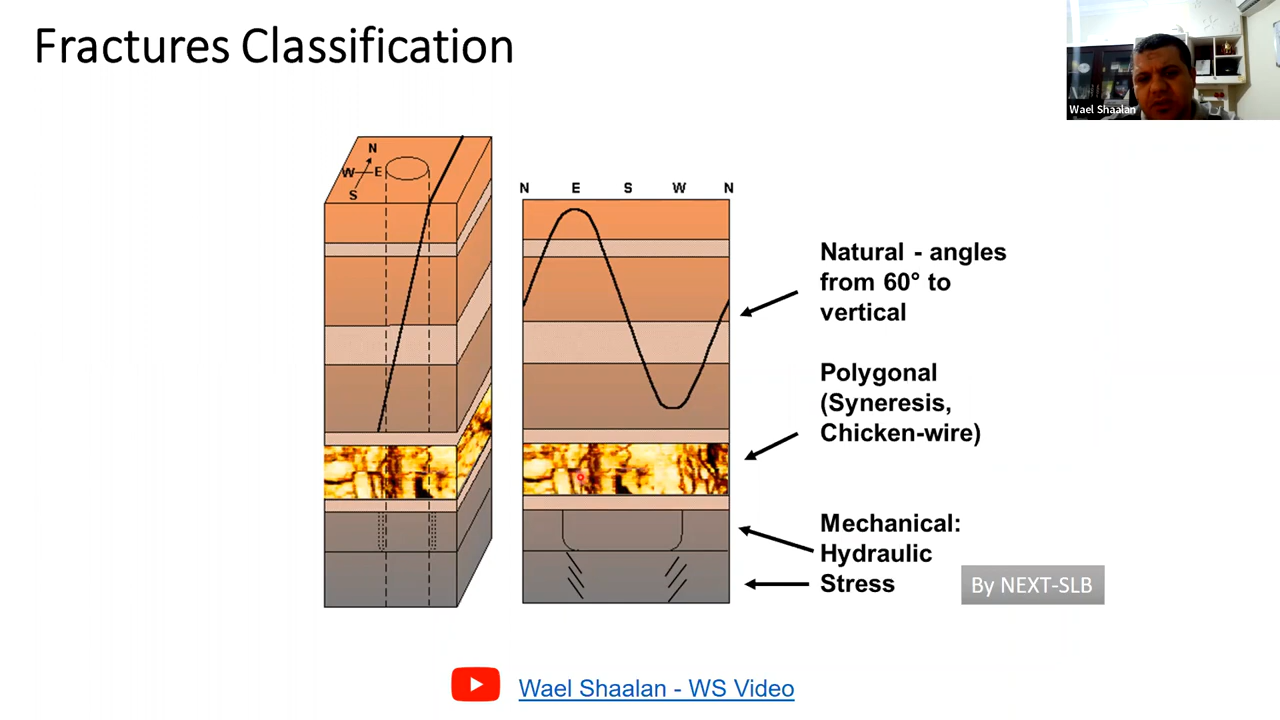 Fractures Classification
Wael Shaalan
N
W E
S
N E S W N
Natural - angles
from 60° to
vertical
Polygonal
(Syneresis,
Chicken-wire)
Mechanical:
Hydraulic
Stress
By NEXT-SLB
Wael Shaalan - WS Video